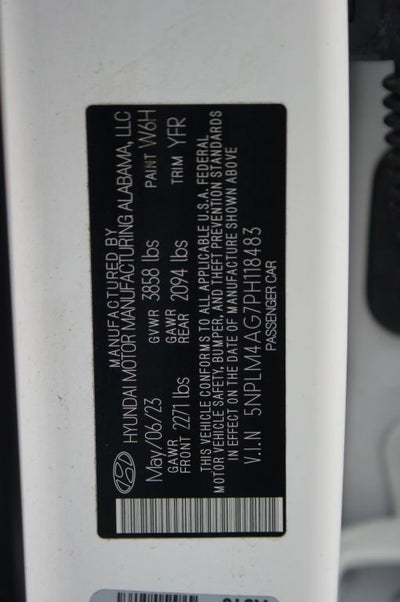 MANUFACTURED BY
HYUNDAI MOTOR MANUFACTURING ALABAMA, LLC
May/06/23 GVWR 3858 lbs PAINT W6H
GAWR FRONT 2271 lbs GAWR REAR 2094 lbs TRIM YFR
THIS VEHICLE CONFORMS TO ALL APPLICABLE U.S.A. FEDERAL
MOTOR VEHICLE SAFETY, BUMPER, AND THEFT PREVENTION STANDARDS
IN EFFECT ON THE DATE OF MANUFACTURE SHOWN ABOVE
V.I.N 5NPLM4AG7PH118483
PASSENGER CAR